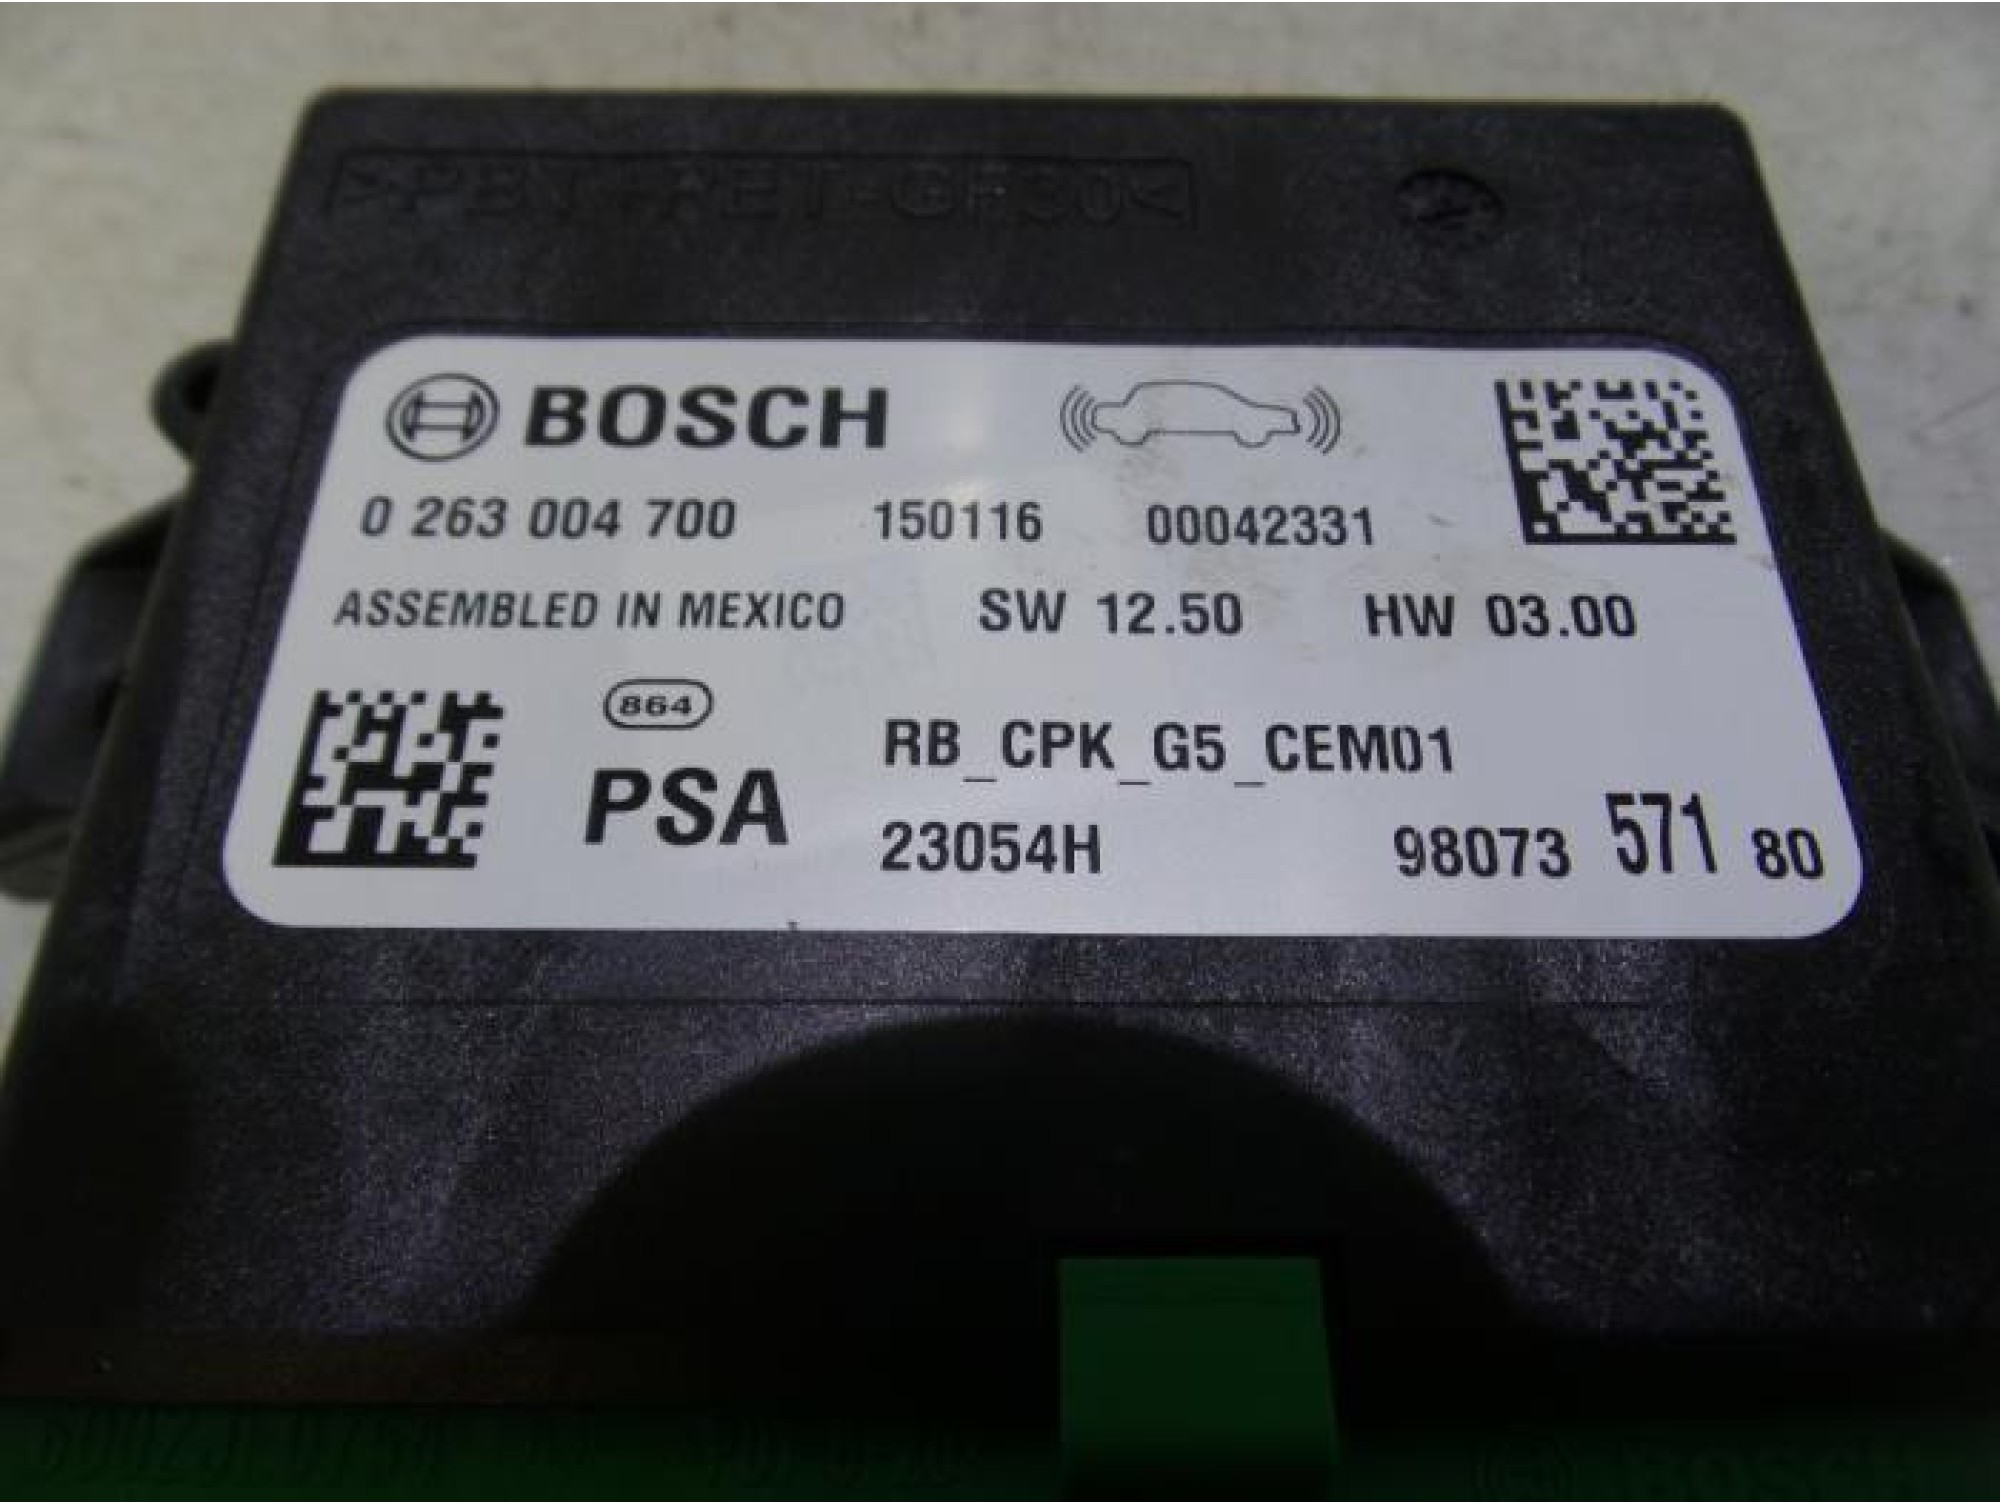 BOSCH
0 263 004 700 150116 00042331
ASSEMBLED IN MEXICO SW 12.50 HW 03.00
864
RB_CPK_G5_CEM01
PSA
23054H 98073 571 80